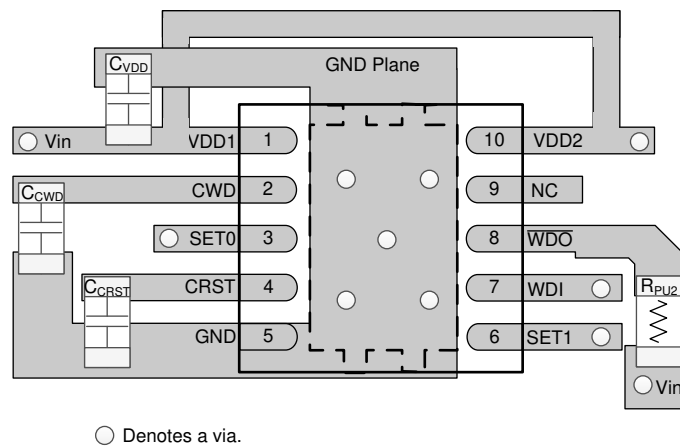 C_VDD
GND Plane
Vin
VDD1
1
10
VDD2
C_CWD
CWD
2
9
NC
SET0
3
8
W̅D̅O̅
C_CRST
CRST
4
7
WDI
R_PU2
GND
5
6
SET1
Vin
Denotes a via.